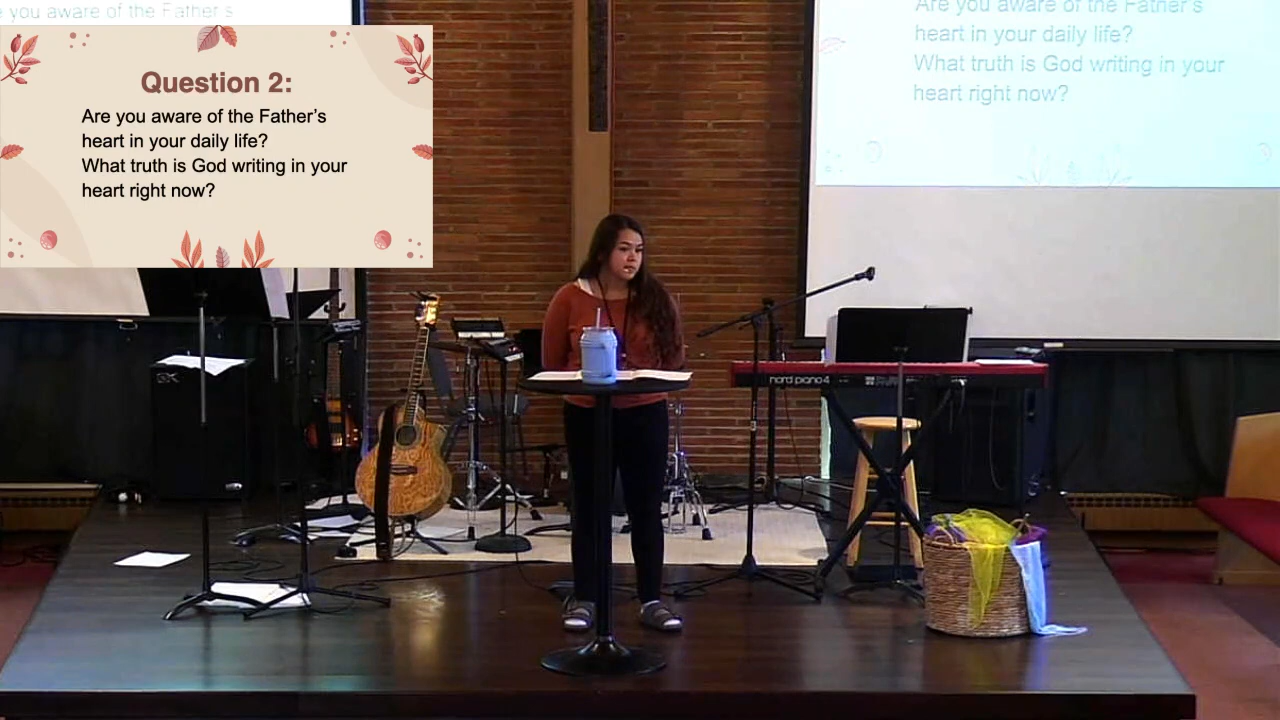 you aware of the Father's
Question 2:
Are you aware of the Father's
heart in your daily life?
What truth is God writing in your
heart right now?
Are you aware of the Father's
heart in your daily life?
What truth is God writing in your
heart right now?
nord piano 4
GK